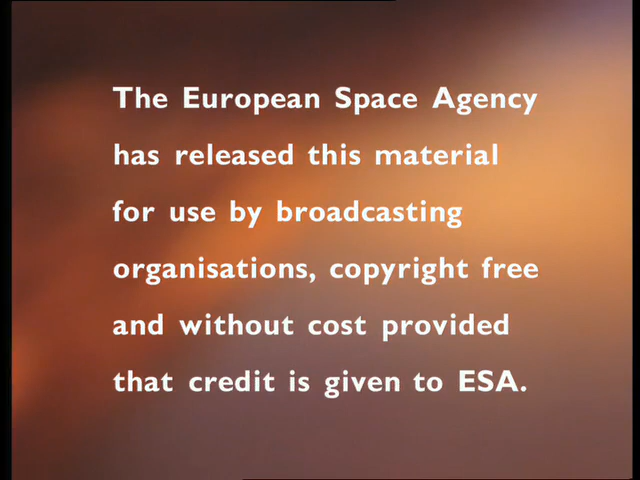 The European Space Agency
has released this material
for use by broadcasting
organisations, copyright free
and without cost provided
that credit is given to ESA.